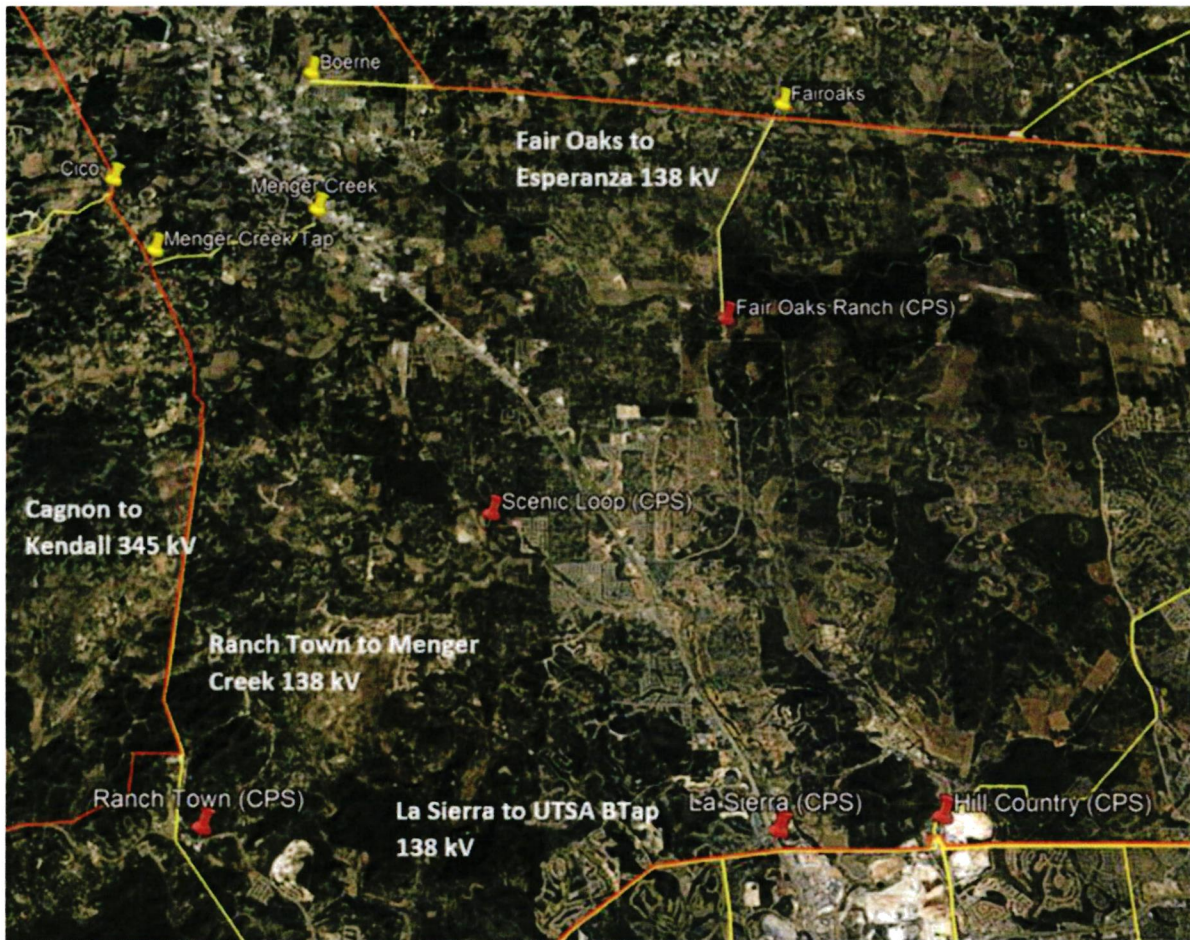 Boerne
Fairoaks
Fair Oaks to
Esperanza 138 kV
Cico
Menger Creek
Menger Creek Tap
Fair Oaks Ranch (CPS)
Scenic Loop (CPS)
Cagnon to
Kendall 345 kV
Ranch Town to Menger
Creek 138 kV
Ranch Town (CPS)
La Sierra to UTSA BTap
138 kV
La Sierra (CPS)
Hill Country (CPS)